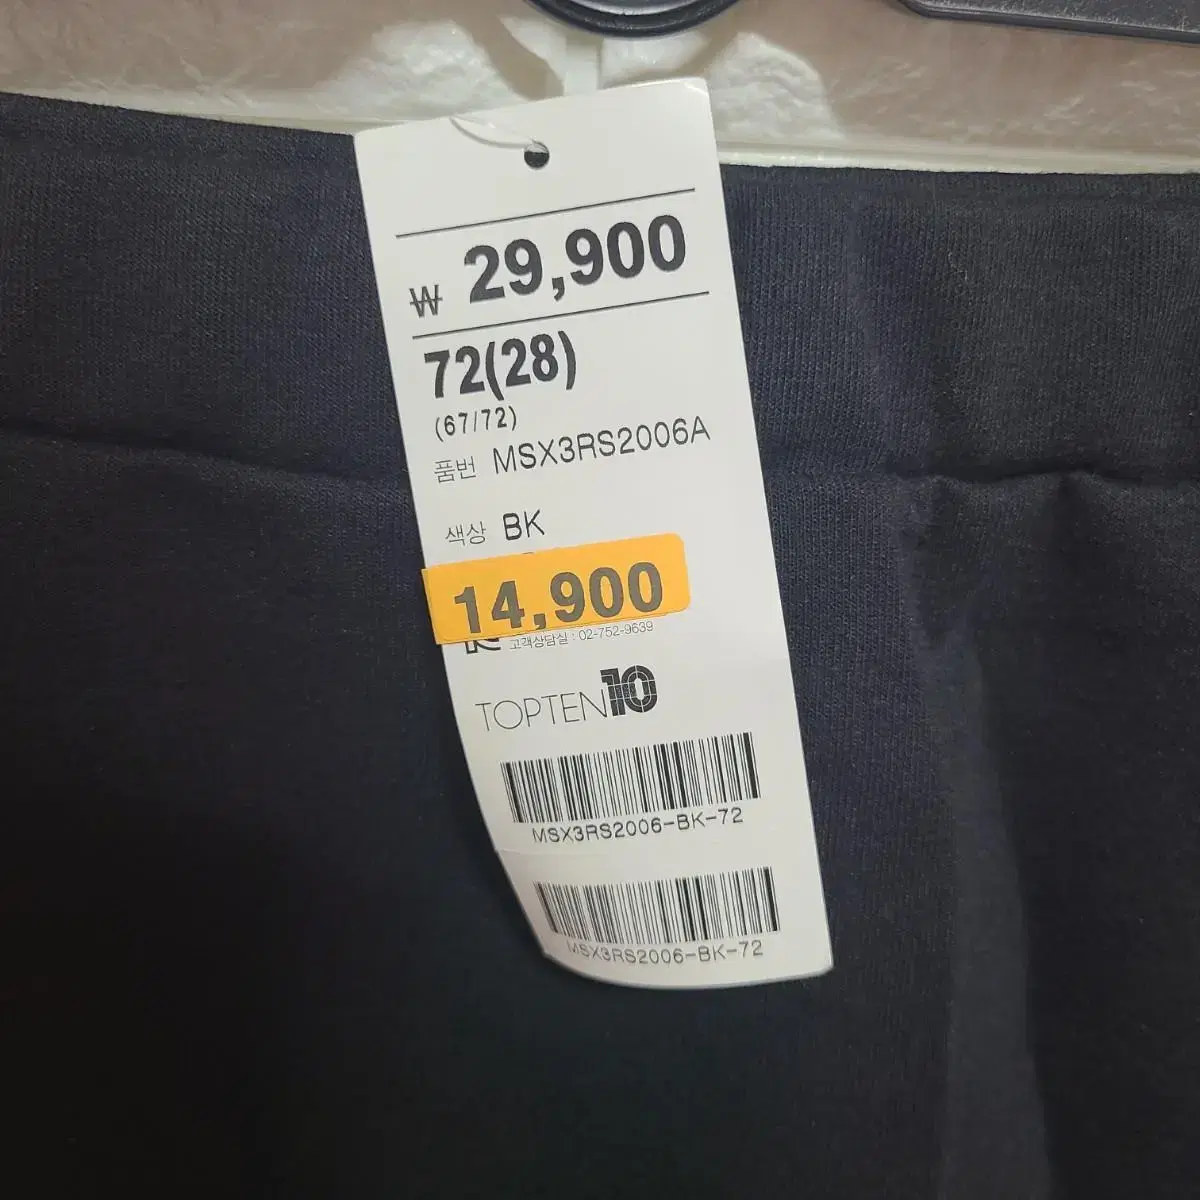 ₩ 29,900
72(28)
(67/72)
품번 MSX3RS2006A
색상 BK
14,900
고객상담실 : 02-752-9639
TOPTEN10
MSX3RS2006-BK-72
MSX3RS2006-BK-72